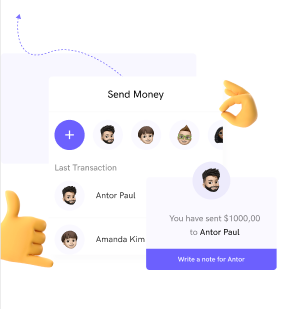 Send Money
Last Transaction
Antor Paul
Amanda Kim
You have sent $1000,00
to Antor Paul
Write a note for Antor